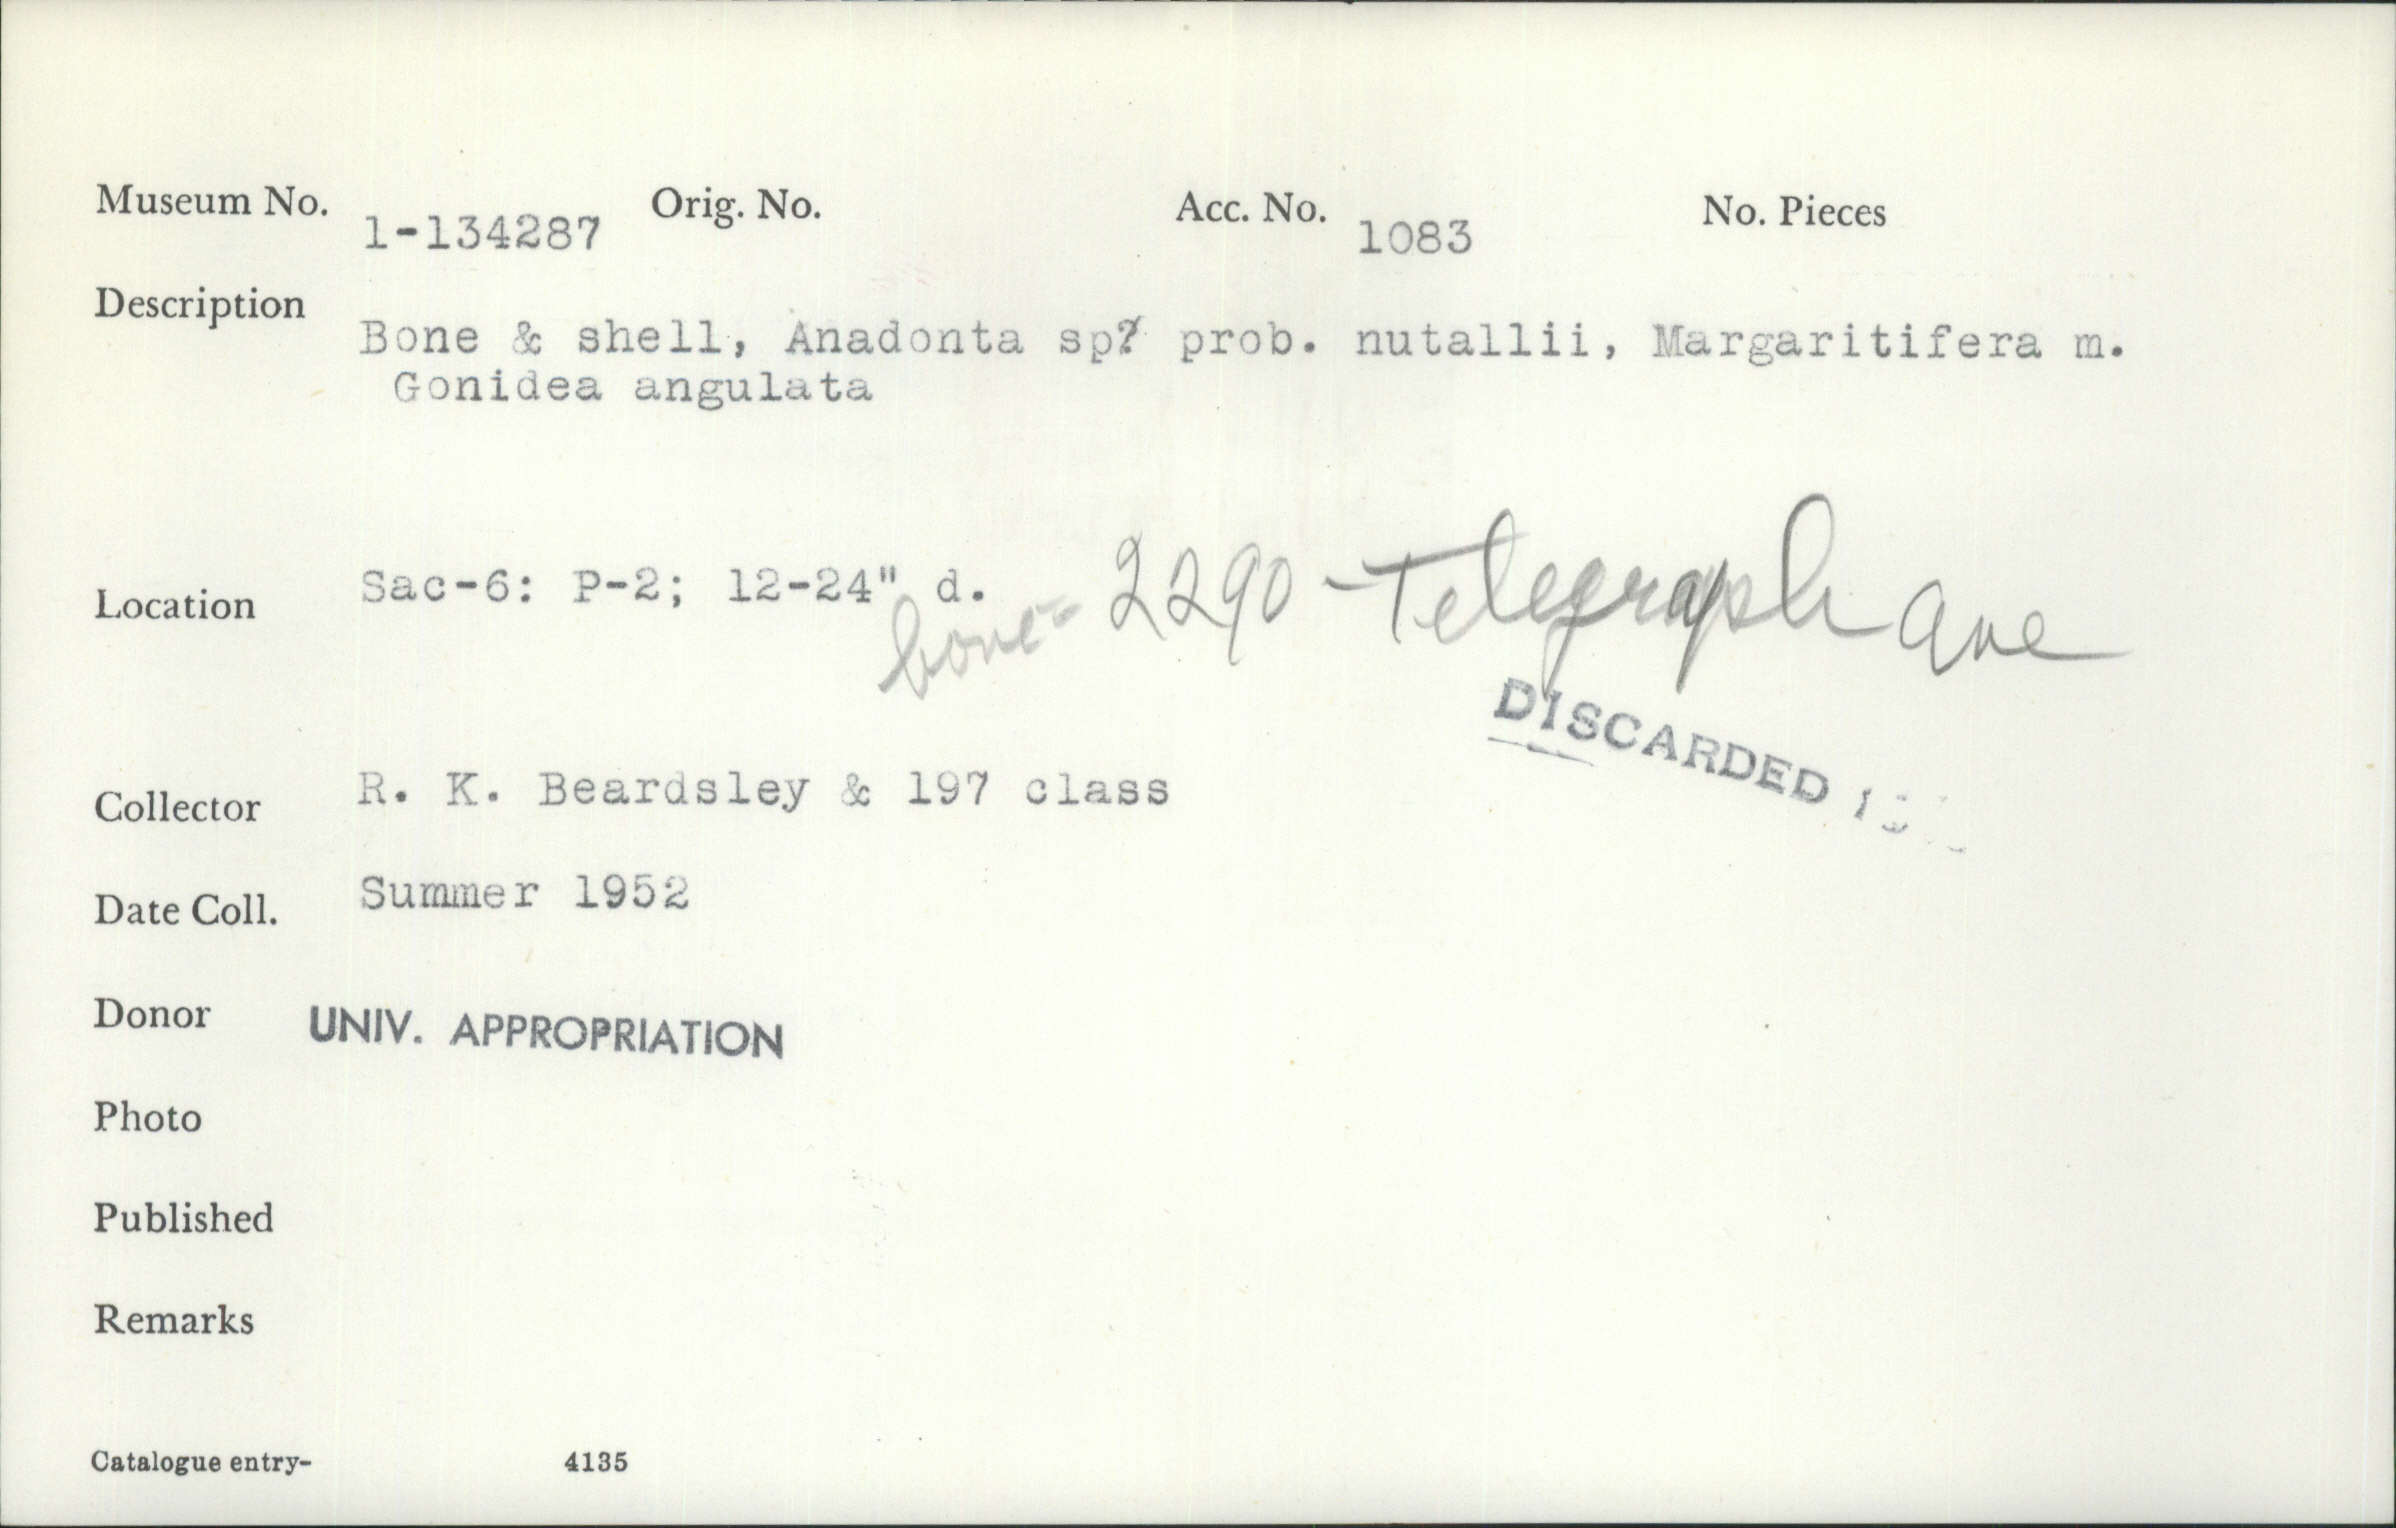 Museum No. 1-134287 Orig. No. Acc. No. 1083 No. Pieces
Description Bone & shell, Anadonta sp? prob. nutallii, Margaritifera m.
Gonidea angulata
Location Sac-6: P-2; 12-24" d.
bone - 2290 - Telegraph Ave
DISCARDED
Collector R. K. Beardsley & 197 class
Date Coll. Summer 1952
Donor UNIV. APPROPRIATION
Photo
Published
Remarks
Catalogue entry- 4135